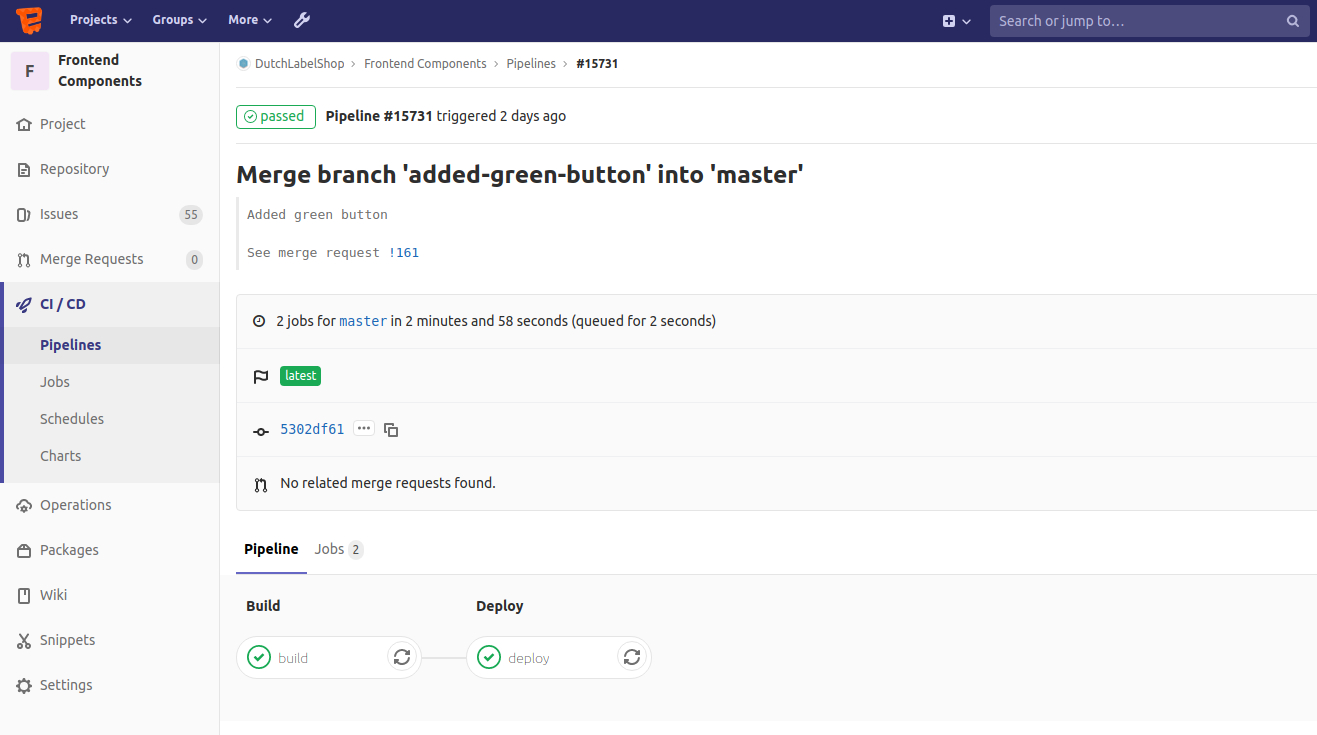 Projects Groups More Search or jump to...
F Frontend Components
Project
Repository
Issues 55
Merge Requests 0
CI / CD
Pipelines
Jobs
Schedules
Charts
Operations
Packages
Wiki
Snippets
Settings
DutchLabelShop > Frontend Components > Pipelines > #15731
passed Pipeline #15731 triggered 2 days ago
Merge branch 'added-green-button' into 'master'
Added green button
See merge request !161
2 jobs for master in 2 minutes and 58 seconds (queued for 2 seconds)
latest
5302df61 ...
No related merge requests found.
Pipeline Jobs 2
Build Deploy
build deploy